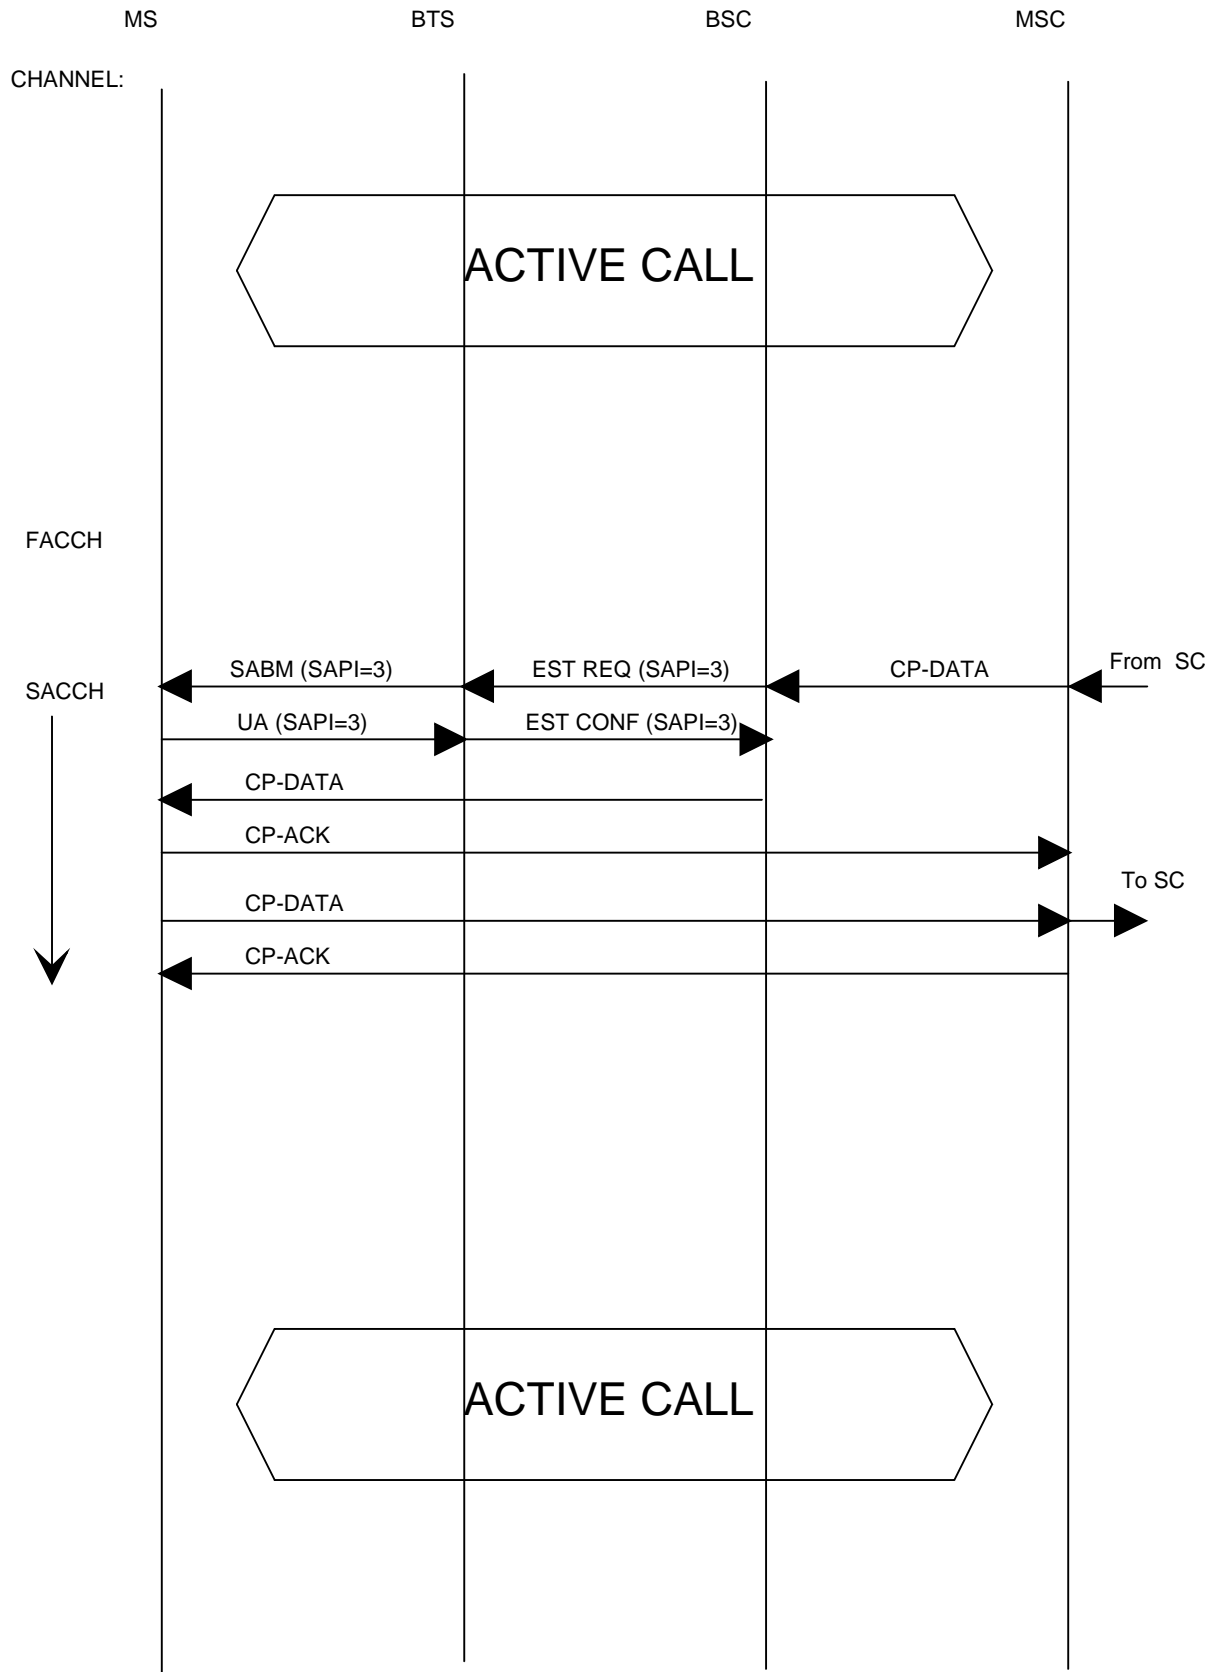 MS BTS BSC MSC
CHANNEL:
ACTIVE CALL
FACCH
SABM (SAPI=3) EST REQ (SAPI=3) CP-DATA From SC
SACCH
UA (SAPI=3) EST CONF (SAPI=3)
CP-DATA
CP-ACK
To SC
CP-DATA
CP-ACK
ACTIVE CALL